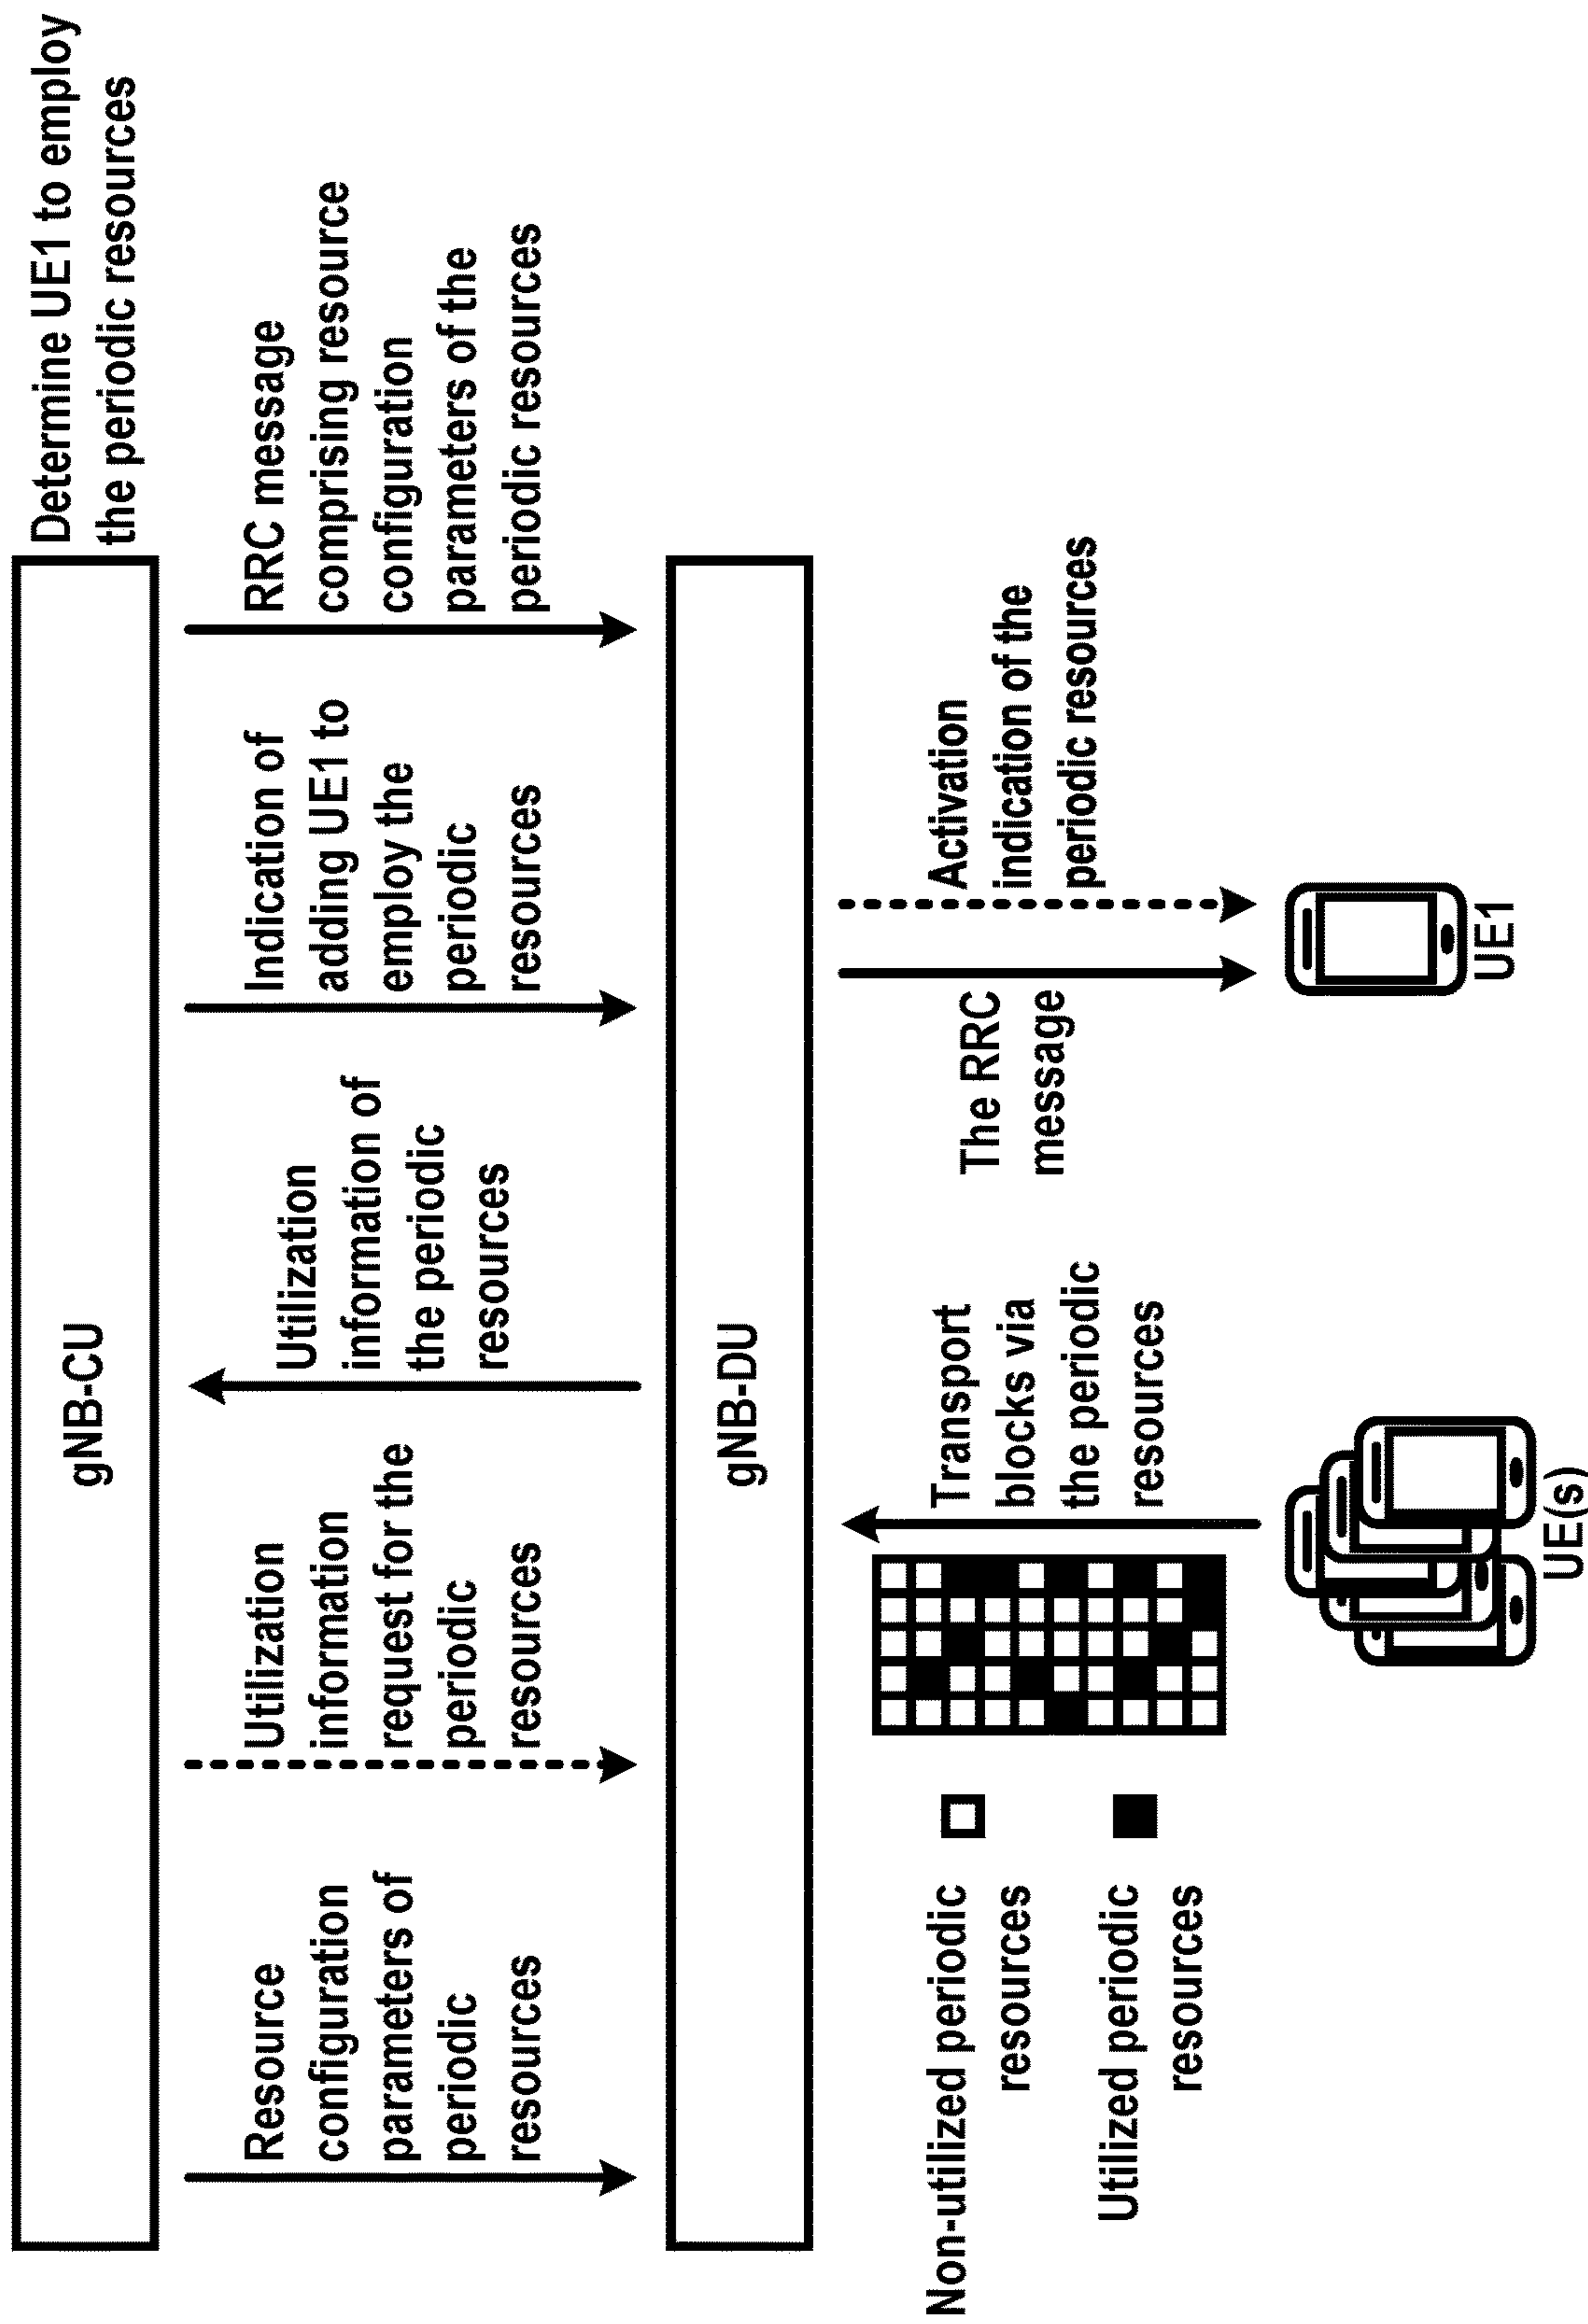 gNB-CU
Determine UE1 to employ
the periodic resources
Resource
configuration
parameters of
periodic
resources
Utilization
information
request for the
periodic
resources
Utilization
information of
the periodic
resources
Indication of
adding UE1 to
employ the
periodic
resources
RRC message
comprising resource
configuration
parameters of the
periodic resources
gNB-DU
Non-utilized periodic
resources
Utilized periodic
resources
Transport
blocks via
the periodic
resources
The RRC
message
Activation
indication of the
periodic resources
UE(s)
UE1